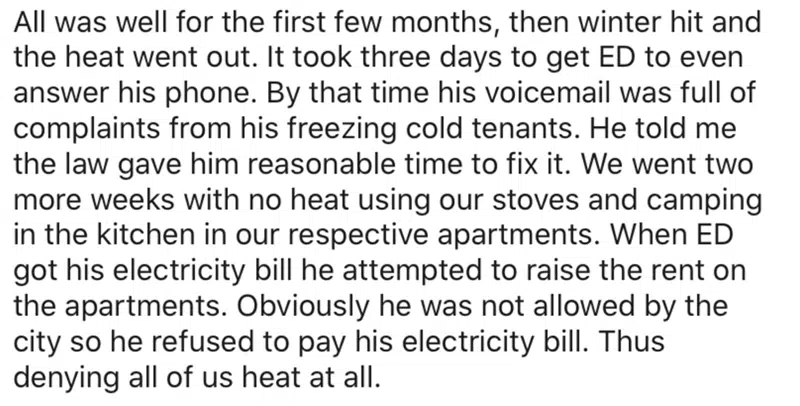 All was well for the first few months, then winter hit and
the heat went out. It took three days to get ED to even
answer his phone. By that time his voicemail was full of
complaints from his freezing cold tenants. He told me
the law gave him reasonable time to fix it. We went two
more weeks with no heat using our stoves and camping
in the kitchen in our respective apartments. When ED
got his electricity bill he attempted to raise the rent on
the apartments. Obviously he was not allowed by the
city so he refused to pay his electricity bill. Thus
denying all of us heat at all.